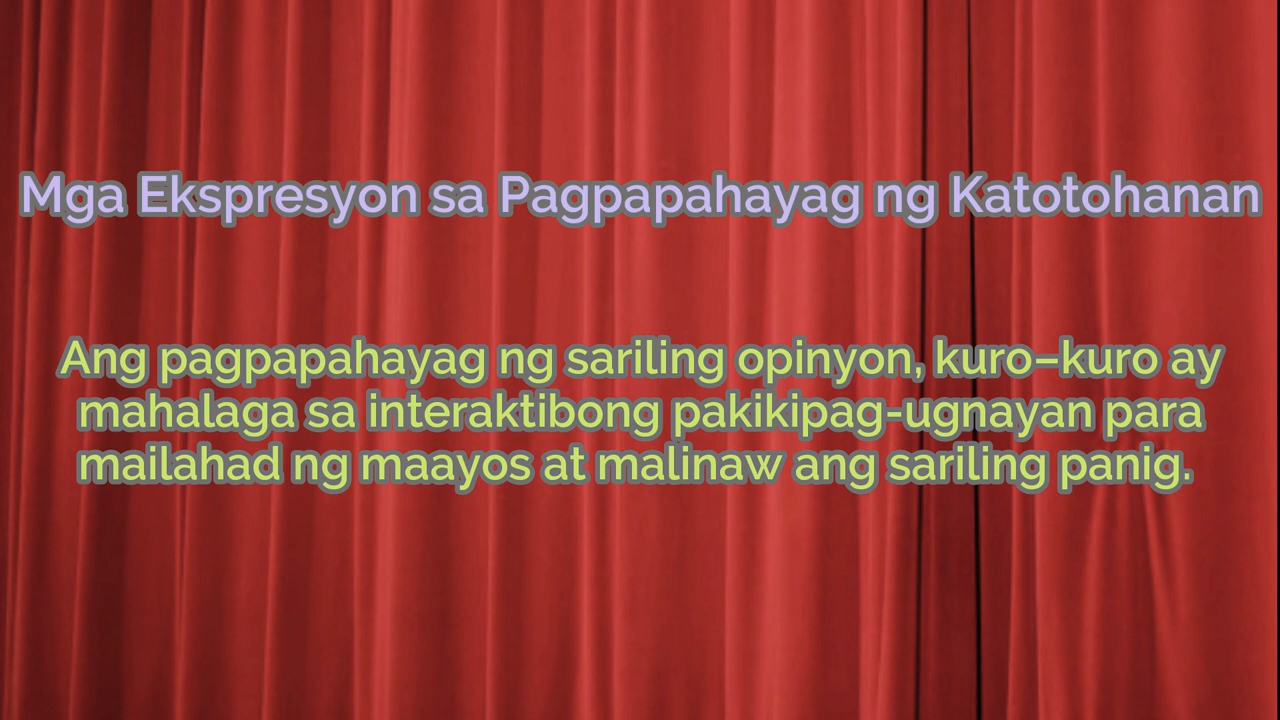 Mga Ekspresyon sa Pagpapahayag ng Katotohanan
Ang pagpapahayag ng sariling opinyon, kuro–kuro ay
mahalaga sa interaktibong pakikipag-ugnayan para
mailahad ng maayos at malinaw ang sariling panig.